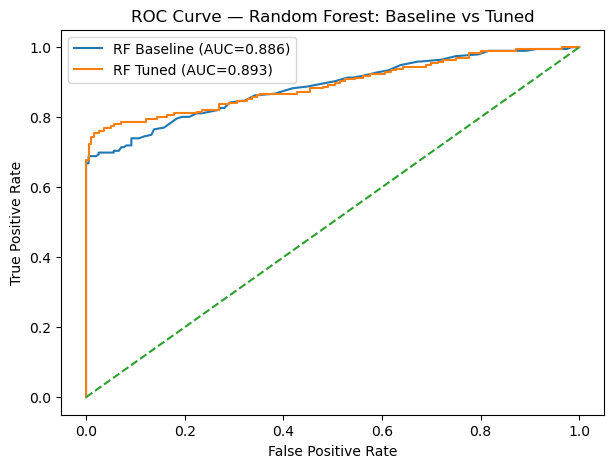 ROC Curve — Random Forest: Baseline vs Tuned
RF Baseline (AUC=0.886)
RF Tuned (AUC=0.893)
True Positive Rate
1.0
0.8
0.6
0.4
0.2
0.0
0.0 0.2 0.4 0.6 0.8 1.0
False Positive Rate